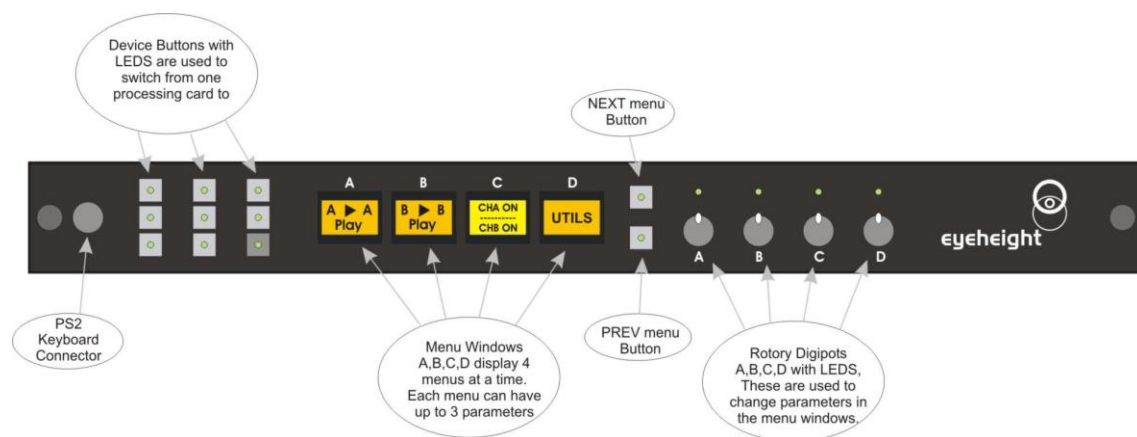 Device Buttons with
LEDS are used to
switch from one
processing card to
NEXT menu
Button
A B C D
A ▶ A
Play
B ▶ B
Play
CHA ON
----------
CHB ON
UTILS
eyeheight
A B C D
PS2
Keyboard
Connector
Menu Windows
A,B,C,D display 4
menus at a time.
Each menu can have
up to 3 parameters
PREV menu
Button
Rotory Digipots
A,B,C,D with LEDS,
These are used to
change parameters in
the menu windows,